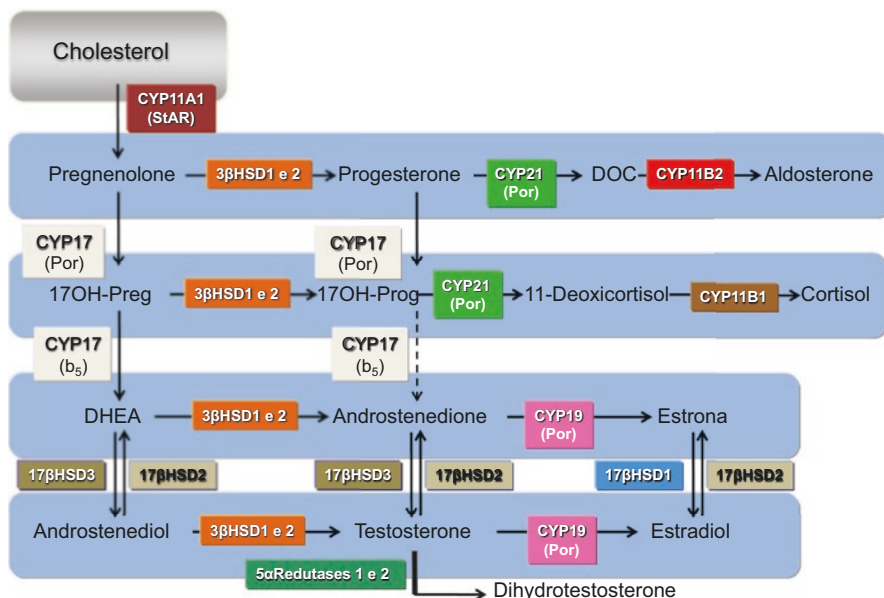 Cholesterol
CYP11A1
(StAR)
Pregnenolone
3βHSD1 e 2
Progesterone
CYP21
(Por)
DOC
CYP11B2
Aldosterone
CYP17
(Por)
CYP17
(Por)
17OH-Preg
3βHSD1 e 2
17OH-Prog
CYP21
(Por)
11-Deoxicortisol
CYP11B1
Cortisol
CYP17
(b₅)
CYP17
(b₅)
DHEA
3βHSD1 e 2
Androstenedione
CYP19
(Por)
Estrona
17βHSD3
17βHSD2
17βHSD3
17βHSD2
17βHSD1
17βHSD2
Androstenediol
3βHSD1 e 2
Testosterone
CYP19
(Por)
Estradiol
5αRedutases 1 e 2
Dihydrotestosterone